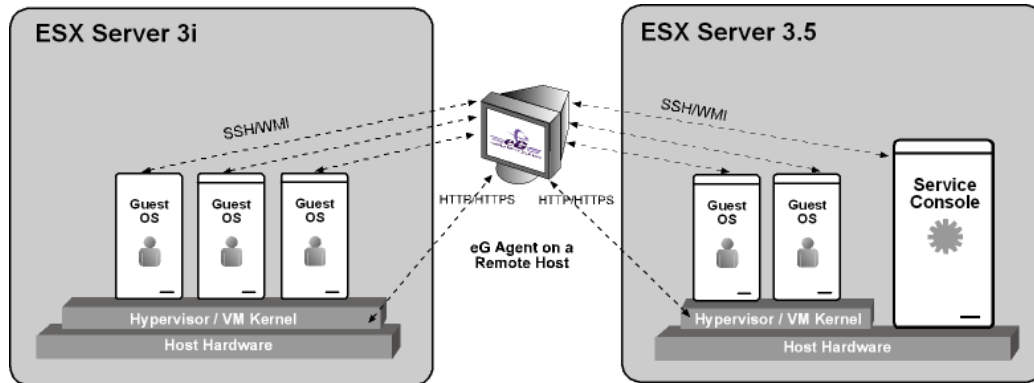 ESX Server 3i
ESX Server 3.5
SSH/WMI
SSH/WMI
eG
Guest
OS
Guest
OS
Guest
OS
HTTP/HTTPS
HTTP/HTTPS
eG Agent on a
Remote Host
Guest
OS
Guest
OS
Service
Console
Hypervisor / VM Kernel
Host Hardware
Hypervisor / VM Kernel
Host Hardware